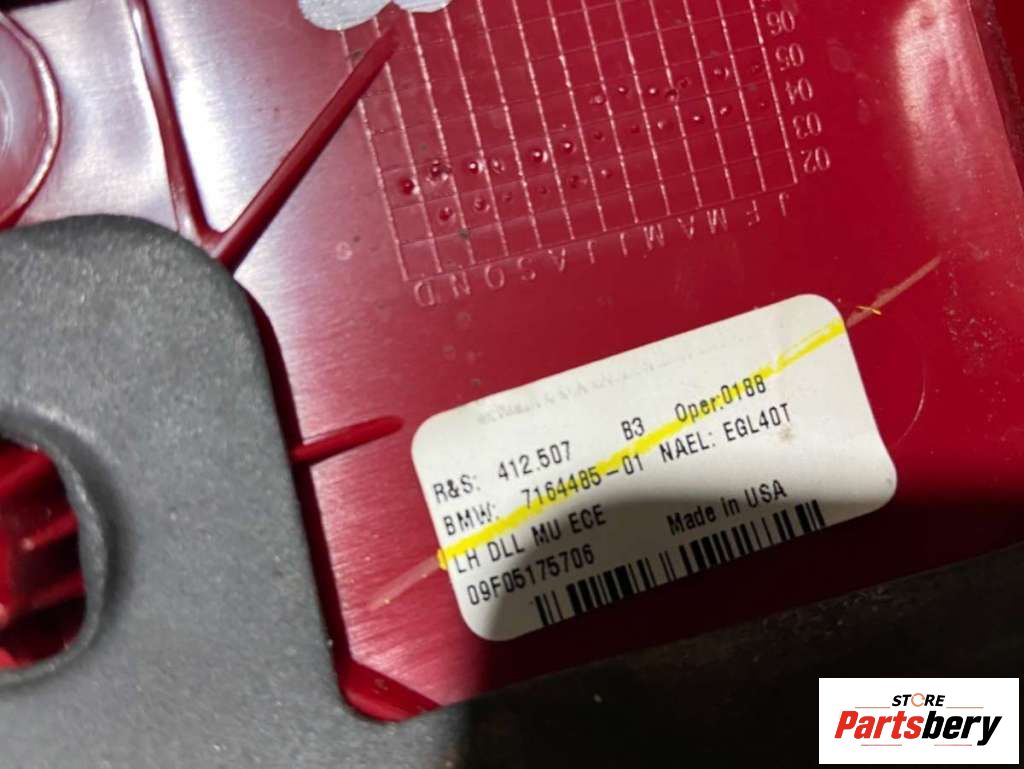 06
05
04
03
02
J F M A M J J A S O N D
R&S: 412.507 B3 Oper.0188
BMW: 7164485-01 NAEL: EGL40T
LH DLL MU ECE
09F05175706 Made in USA
STORE
Partsbery